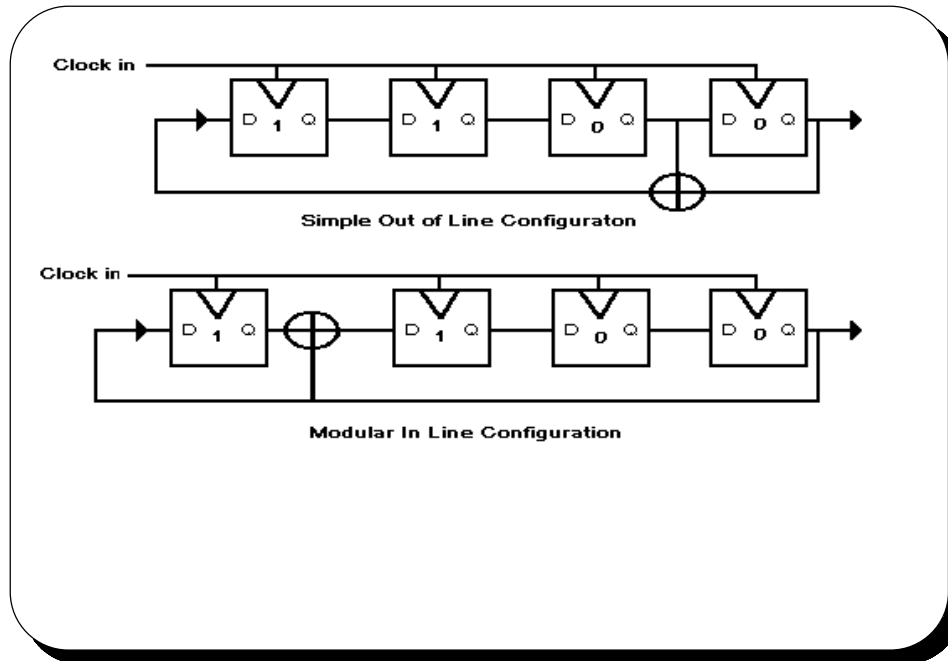 Clock in
D 1 Q D 1 Q D 0 Q D 0 Q
Simple Out of Line Configuraton
Clock in
D 1 Q D 1 Q D 0 Q D 0 Q
Modular In Line Configuration